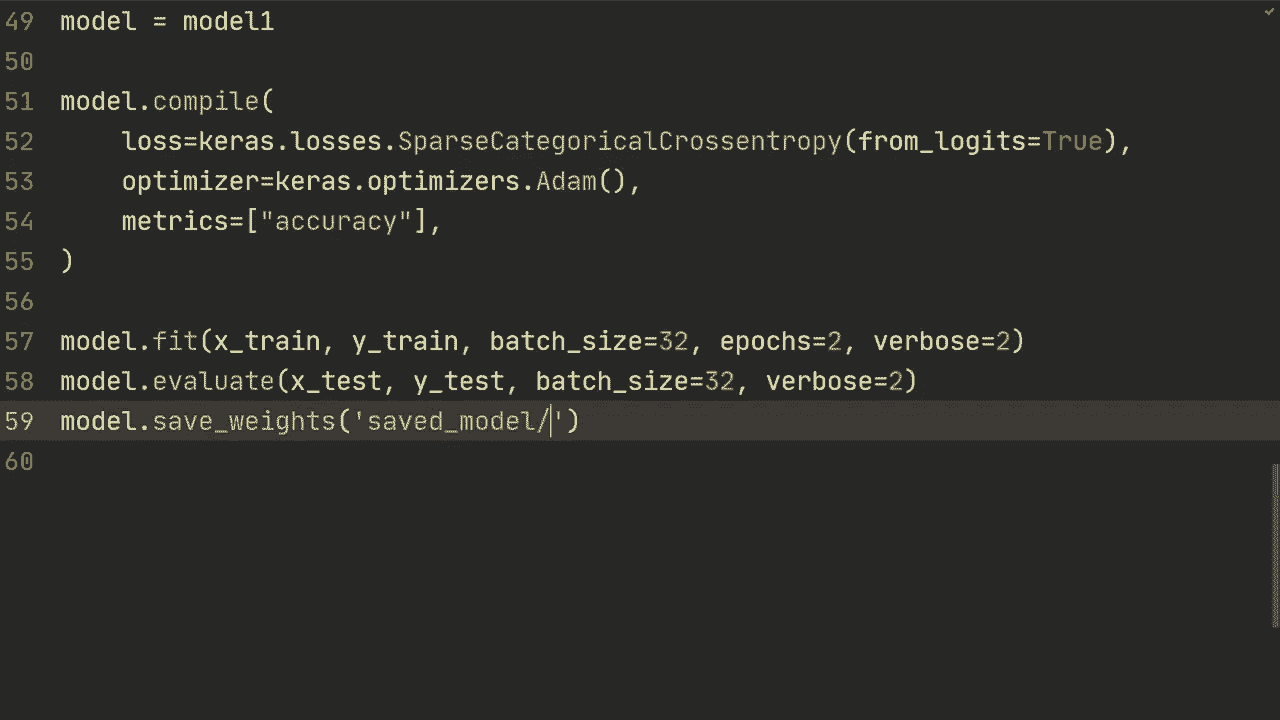 49 model = model1
50
51 model.compile(
52     loss=keras.losses.SparseCategoricalCrossentropy(from_logits=True),
53     optimizer=keras.optimizers.Adam(),
54     metrics=["accuracy"],
55 )
56
57 model.fit(x_train, y_train, batch_size=32, epochs=2, verbose=2)
58 model.evaluate(x_test, y_test, batch_size=32, verbose=2)
59 model.save_weights('saved_model/')
60